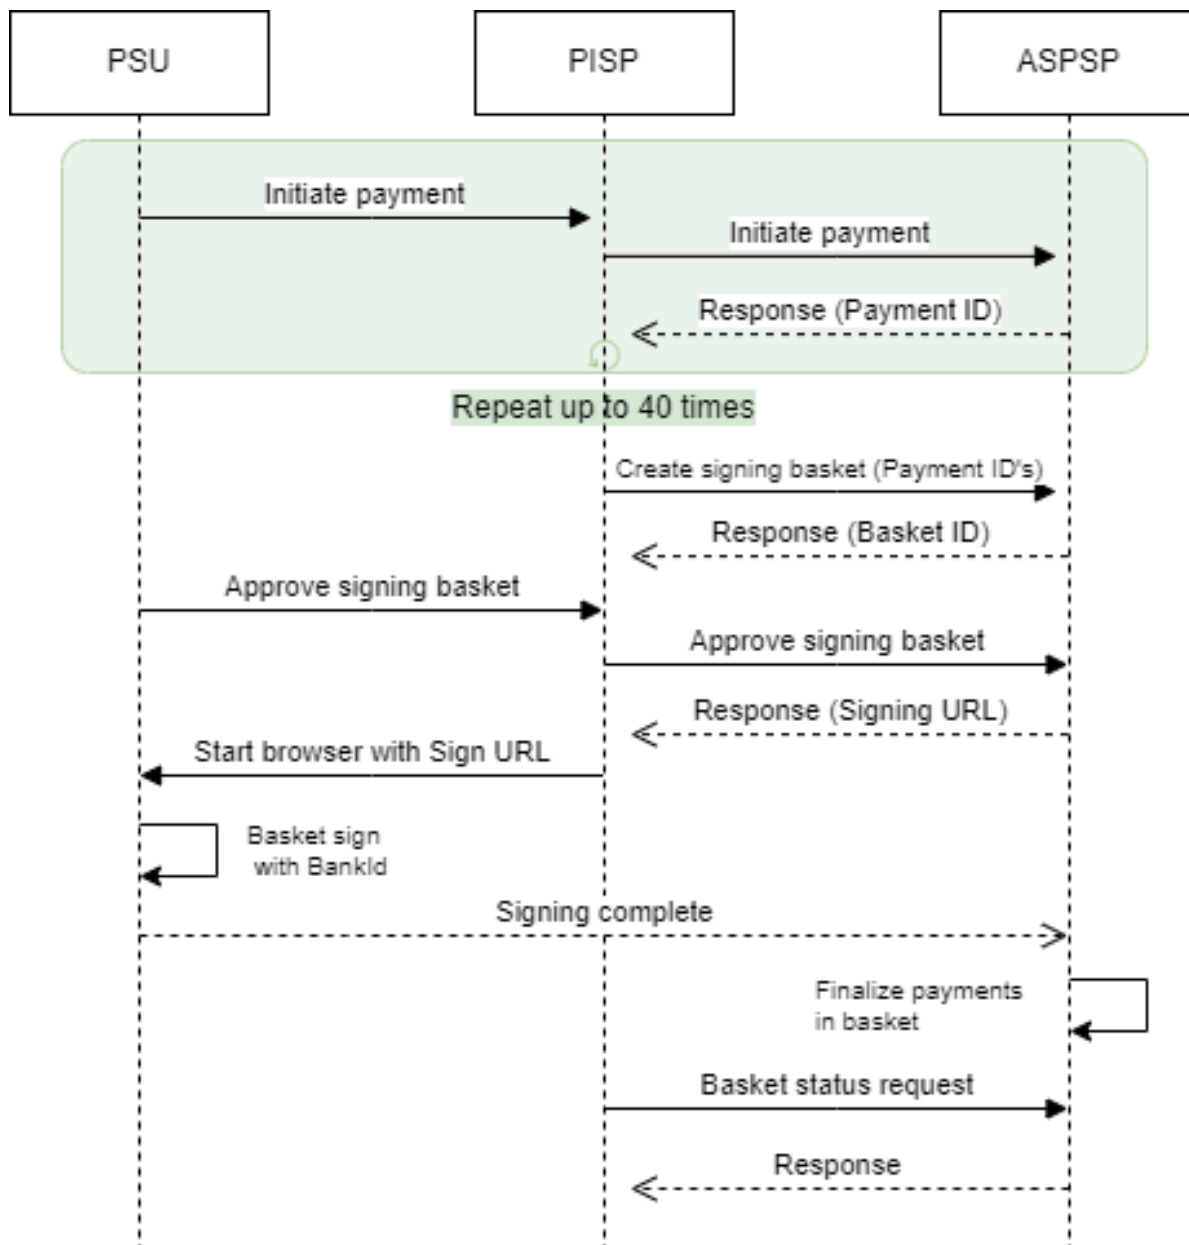 PSU
PISP
ASPSP
Initiate payment
Initiate payment
Response (Payment ID)
Repeat up to 40 times
Create signing basket (Payment ID's)
Response (Basket ID)
Approve signing basket
Approve signing basket
Response (Signing URL)
Start browser with Sign URL
Basket sign
with BankId
Signing complete
Finalize payments
in basket
Basket status request
Response